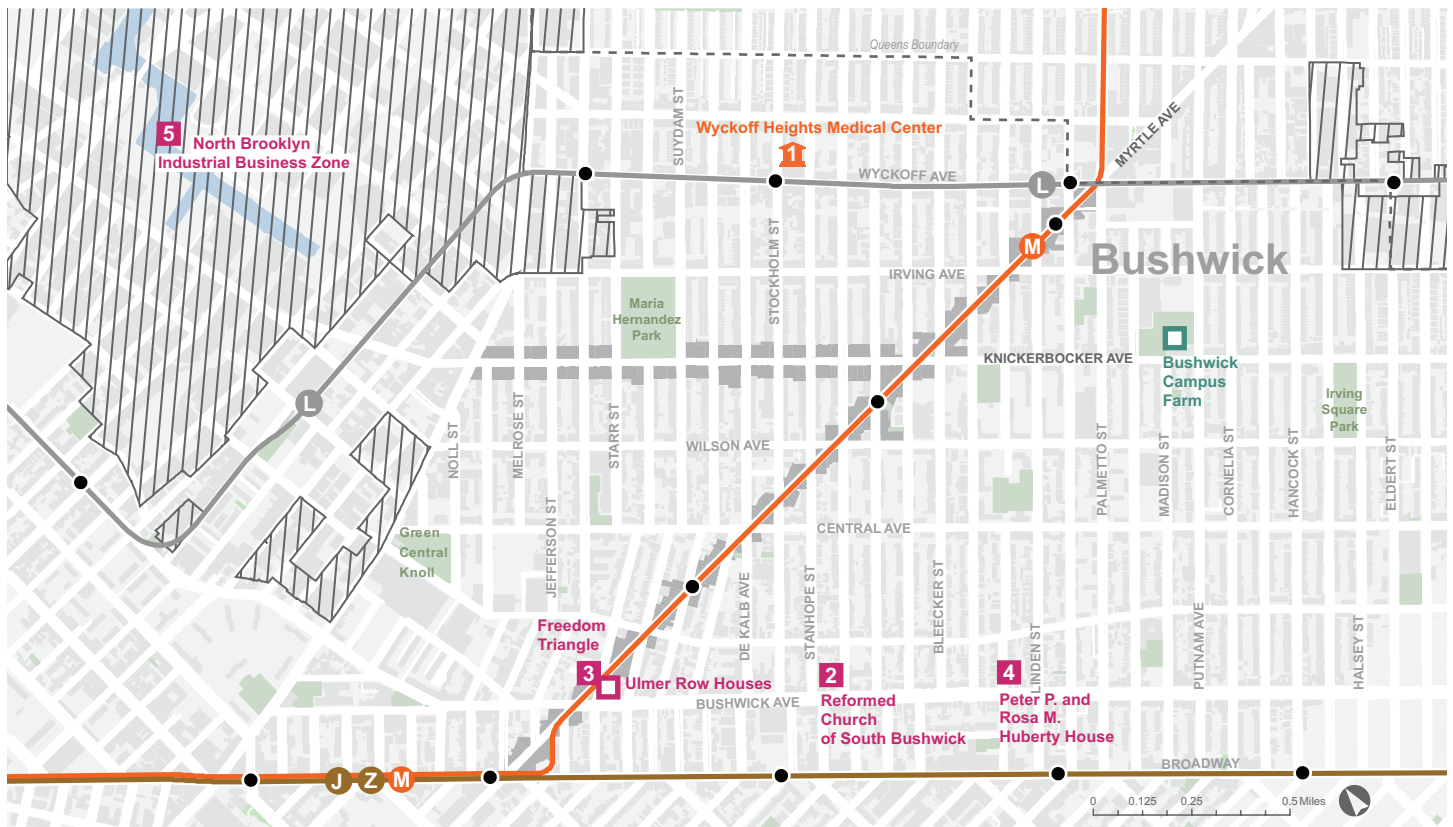 Queens Boundary
SUYDAM ST
MYRTLE AVE
5
North Brooklyn
Industrial Business Zone
Wyckoff Heights Medical Center
1
WYCKOFF AVE
L
STOCKHOLM ST
M
Bushwick
IRVING AVE
Maria
Hernandez
Park
KNICKERBOCKER AVE
Bushwick
Campus
Farm
L
Irving
Square
Park
NOLL ST
MELROSE ST
STARR ST
WILSON AVE
PALMETTO ST
MADISON ST
CORNELIA ST
HANCOCK ST
ELDERT ST
JEFFERSON ST
CENTRAL AVE
Green
Central
Knoll
DE KALB AVE
STANHOPE ST
BLEECKER ST
LINDEN ST
PUTNAM AVE
HALSEY ST
Freedom
Triangle
3
Ulmer Row Houses
2
Reformed
Church
of South Bushwick
4
Peter P. and
Rosa M.
Huberty House
BUSHWICK AVE
BROADWAY
J Z M
0 0.125 0.25 0.5 Miles